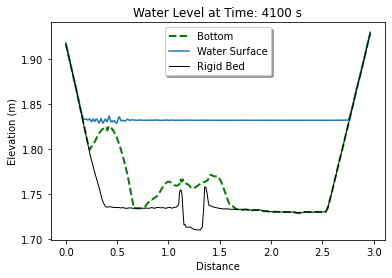 Water Level at Time: 4100 s
Bottom
Water Surface
Rigid Bed
Elevation (m)
1.90
1.85
1.80
1.75
1.70
0.0 0.5 1.0 1.5 2.0 2.5 3.0
Distance